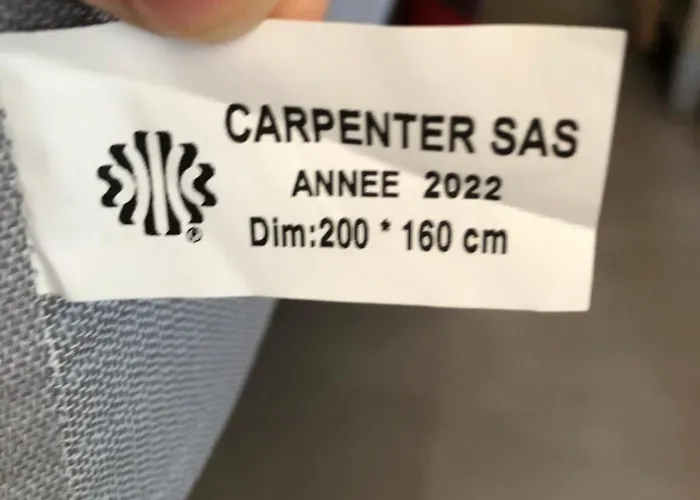 CARPENTER SAS
ANNEE 2022
Dim:200 * 160 cm